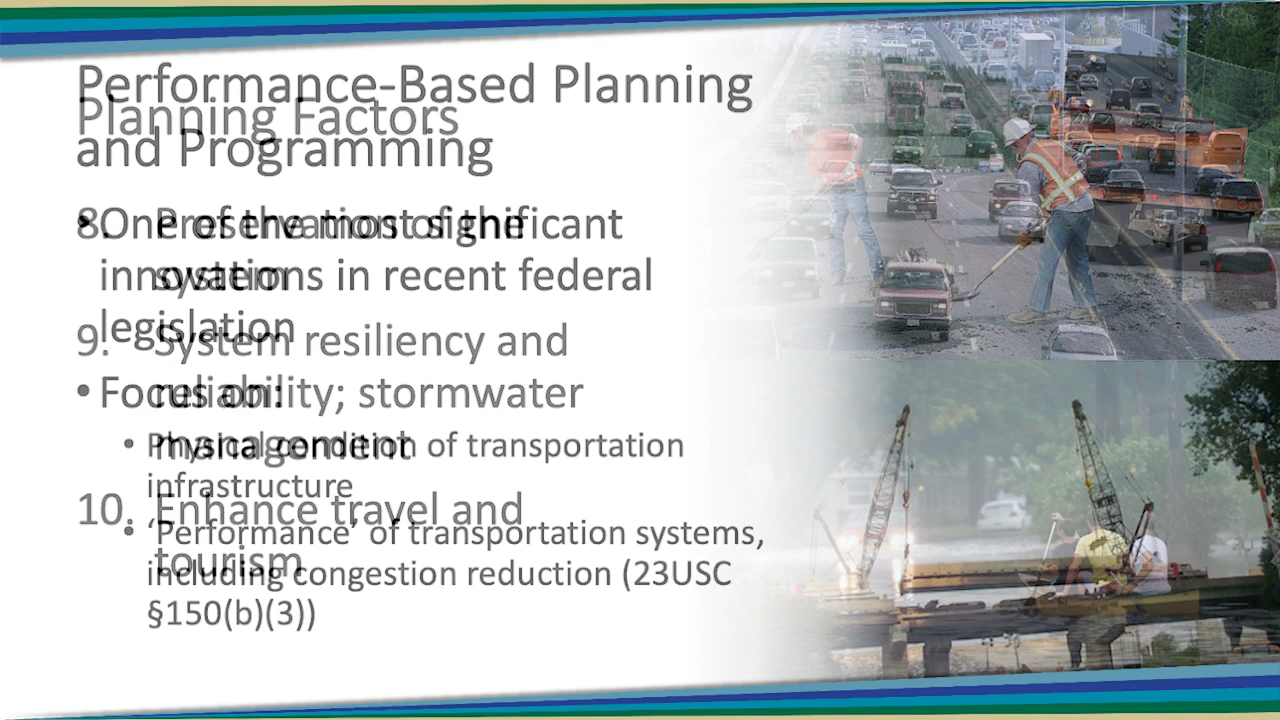 Performance-Based Planning
and Programming
• One of the most significant
innovations in recent federal
legislation
• Focus on:
• Physical condition of transportation
infrastructure
• ‘Performance’ of transportation systems,
including congestion reduction (23USC
§150(b)(3))
Planning Factors
8. Preservation of the
system
9. System resiliency and
reliability; stormwater
management
10. Enhance travel and
tourism